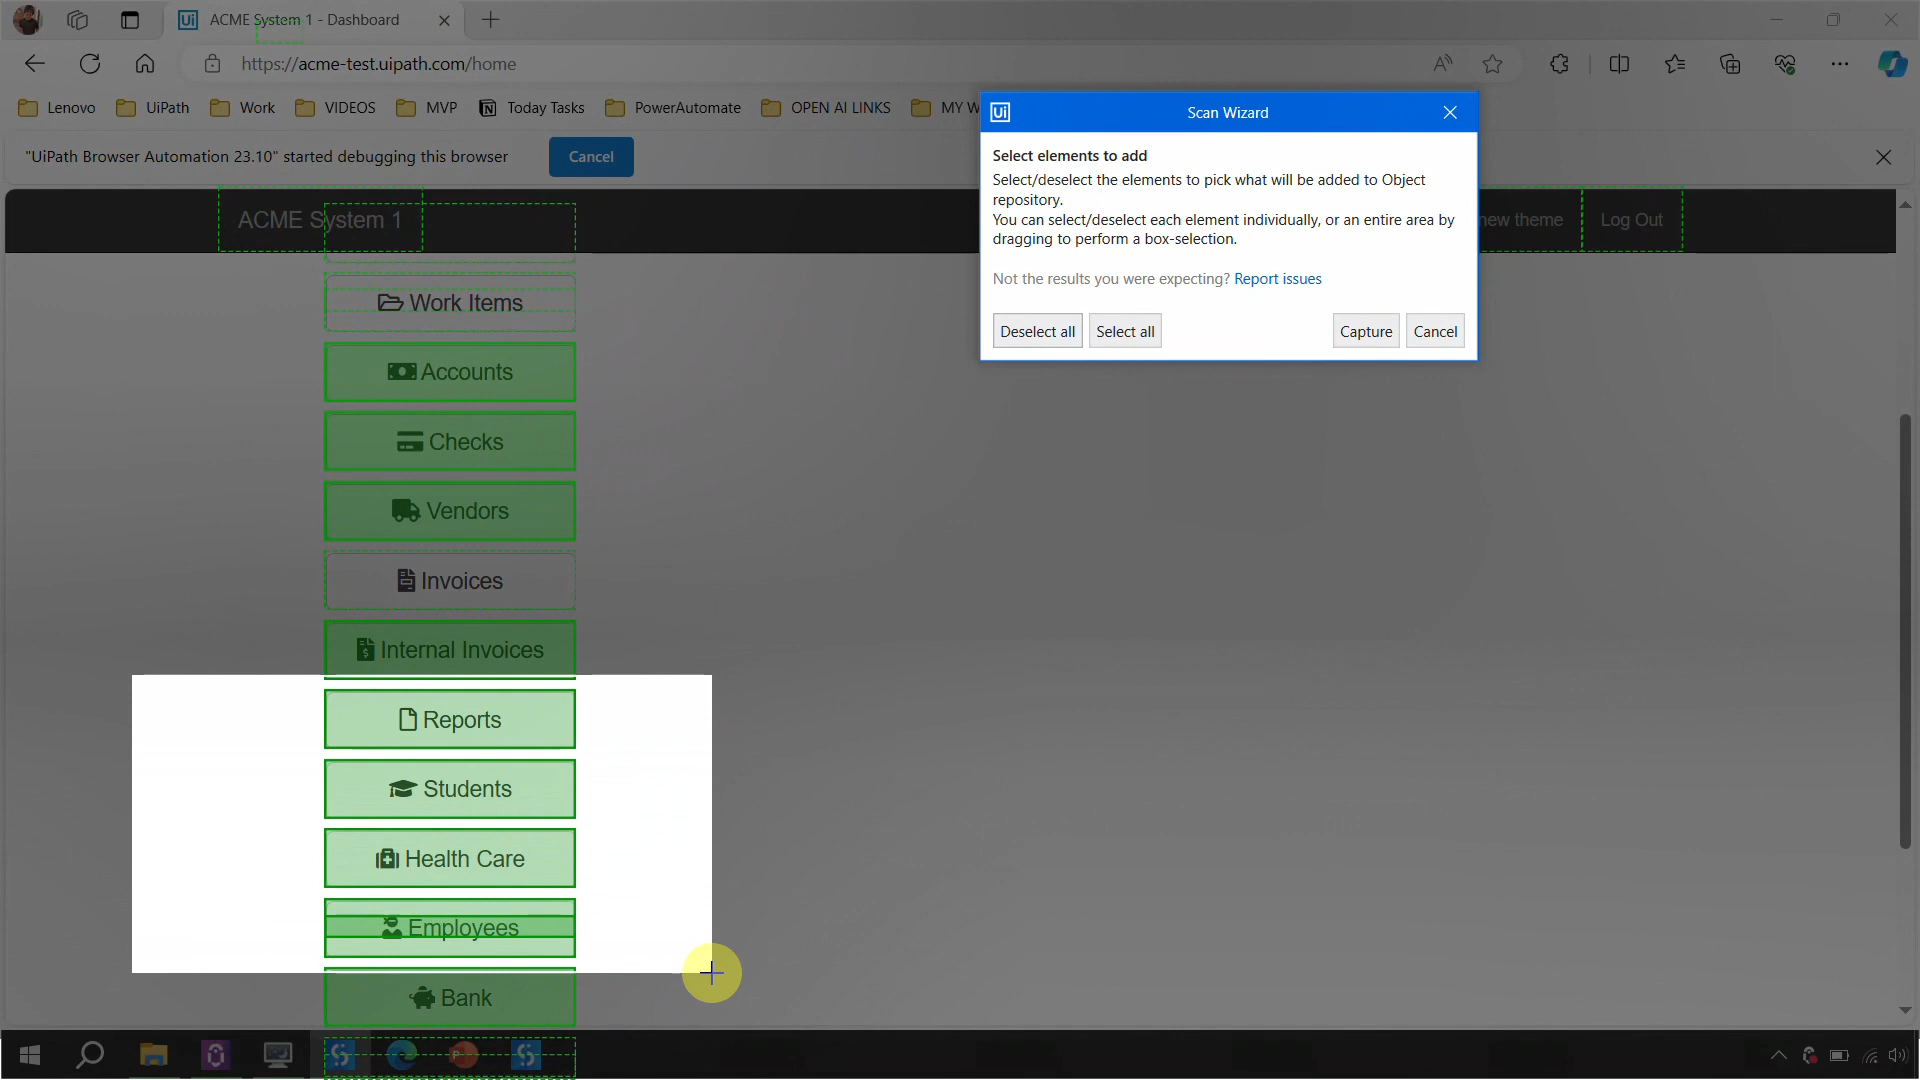 ACME System 1 - Dashboard
https://acme-test.uipath.com/home
Lenovo
UiPath
Work
VIDEOS
MVP
Today Tasks
PowerAutomate
OPEN AI LINKS
MY W
"UiPath Browser Automation 23.10" started debugging this browser
Cancel
Ui
Scan Wizard
Select elements to add
Select/deselect the elements to pick what will be added to Object
repository.
You can select/deselect each element individually, or an entire area by
dragging to perform a box-selection.
Not the results you were expecting? Report issues
Deselect all
Select all
Capture
Cancel
ACME System 1
new theme
Log Out
Work Items
Accounts
Checks
Vendors
Invoices
Internal Invoices
Reports
Students
Health Care
Employees
Bank